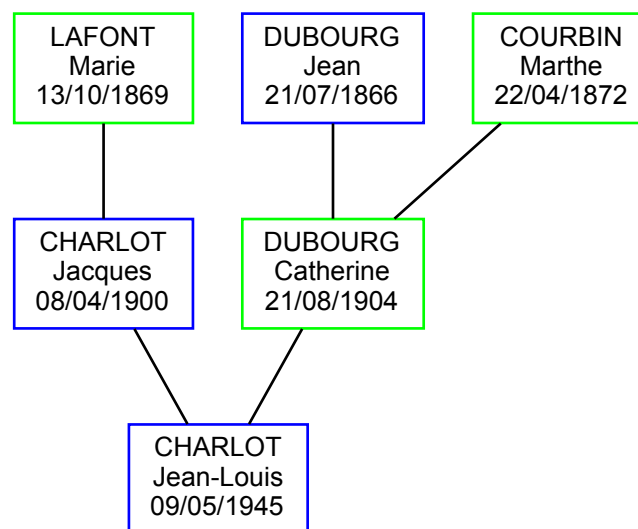 LAFONT
Marie
13/10/1869
DUBOURG
Jean
21/07/1866
COURBIN
Marthe
22/04/1872
CHARLOT
Jacques
08/04/1900
DUBOURG
Catherine
21/08/1904
CHARLOT
Jean-Louis
09/05/1945